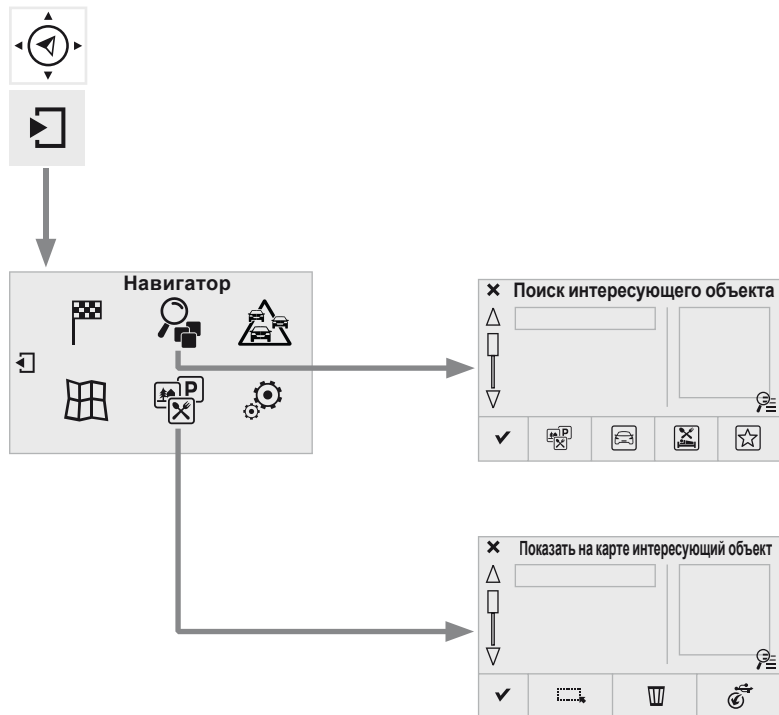 Навигатор
Поиск интересующего объекта
P
P
Показать на карте интересующий объект